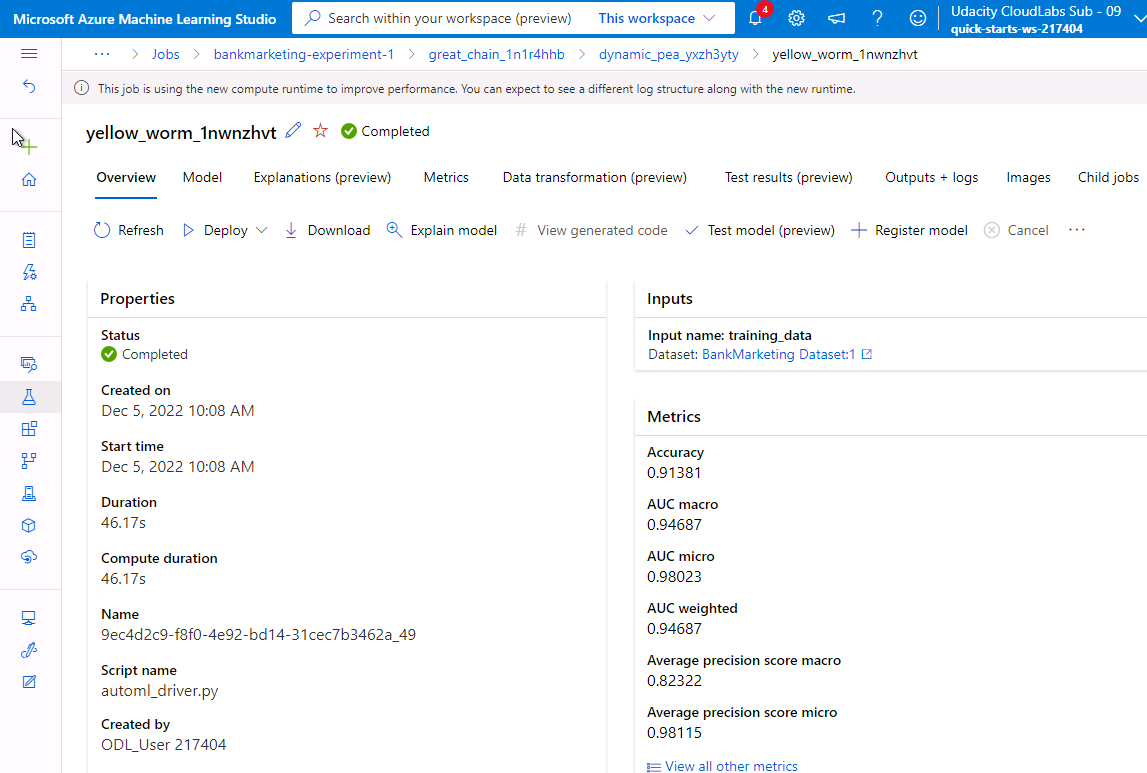 Microsoft Azure Machine Learning Studio
Search within your workspace (preview) This workspace
4
Udacity CloudLabs Sub - 09
quick-starts-ws-217404
··· > Jobs > bankmarketing-experiment-1 > great_chain_1n1r4hhb > dynamic_pea_yxzh3yty > yellow_worm_1nwnzhvt
This job is using the new compute runtime to improve performance. You can expect to see a different log structure along with the new runtime.
yellow_worm_1nwnzhvt Completed
Overview Model Explanations (preview) Metrics Data transformation (preview) Test results (preview) Outputs + logs Images Child jobs
Refresh Deploy Download Explain model # View generated code Test model (preview) Register model Cancel ···
Properties
Status
Completed
Created on
Dec 5, 2022 10:08 AM
Start time
Dec 5, 2022 10:08 AM
Duration
46.17s
Compute duration
46.17s
Name
9ec4d2c9-f8f0-4e92-bd14-31cec7b3462a_49
Script name
automl_driver.py
Created by
ODL_User 217404
Inputs
Input name: training_data
Dataset: BankMarketing Dataset:1
Metrics
Accuracy
0.91381
AUC macro
0.94687
AUC micro
0.98023
AUC weighted
0.94687
Average precision score macro
0.82322
Average precision score micro
0.98115
View all other metrics